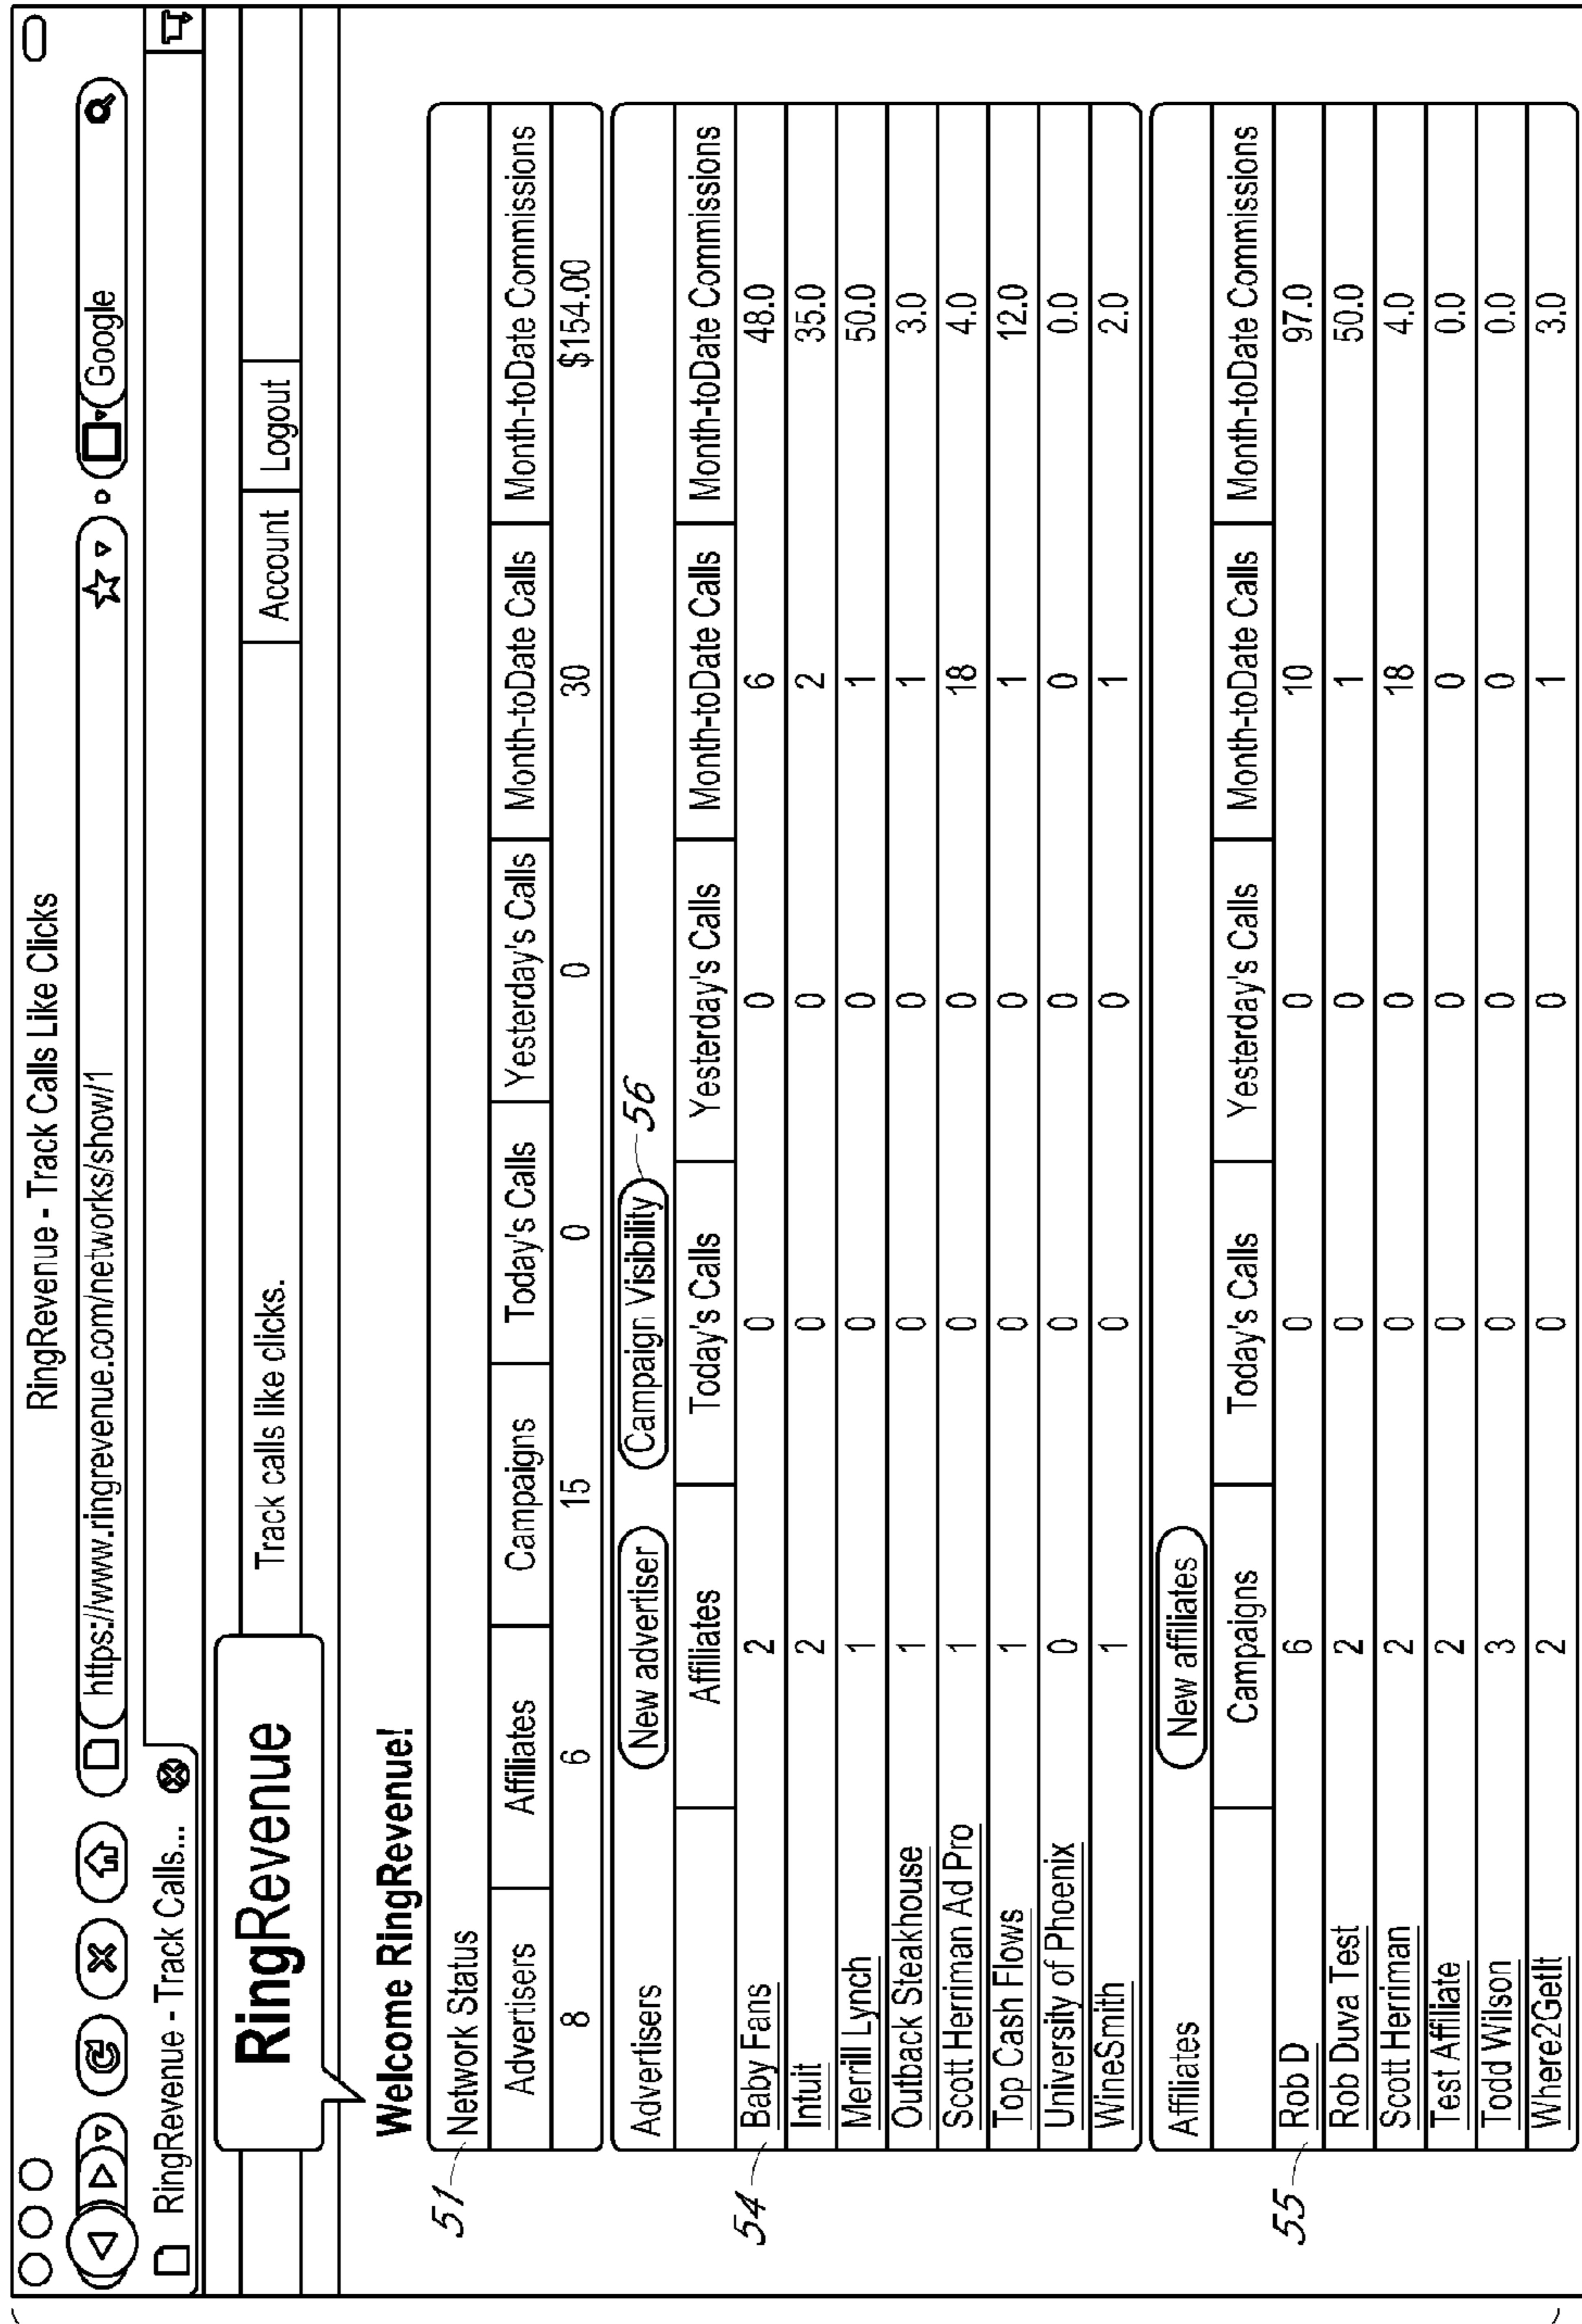 RingRevenue - Track Calls Like Clicks
https://www.ringrevenue.com/networks/show/1 Google
RingRevenue - Track Calls...
RingRevenue Track calls like clicks. Account Logout
Welcome RingRevenue!
51 Network Status
Advertisers Affiliates Campaigns Today's Calls Yesterday's Calls Month-toDate Calls Month-toDate Commissions
8 6 15 0 0 30 $154.00
Advertisers New advertiser Campaign Visibility 56
Affiliates Today's Calls Yesterday's Calls Month-toDate Calls Month-toDate Commissions
54 Baby Fans 2 0 0 6 48.0
Intuit 2 0 0 2 35.0
Merrill Lynch 1 0 0 1 50.0
Outback Steakhouse 1 0 0 1 3.0
Scott Herriman Ad Pro 1 0 0 18 4.0
Top Cash Flows 1 0 0 1 12.0
University of Phoenix 0 0 0 0 0.0
WineSmith 1 0 0 1 2.0
Affiliates New affiliates
Campaigns Today's Calls Yesterday's Calls Month-toDate Calls Month-toDate Commissions
55 Rob D 6 0 0 10 97.0
Rob Duva Test 2 0 0 1 50.0
Scott Herriman 2 0 0 18 4.0
Test Affiliate 2 0 0 0 0.0
Todd Wilson 3 0 0 0 0.0
Where2GetIt 2 0 0 1 3.0